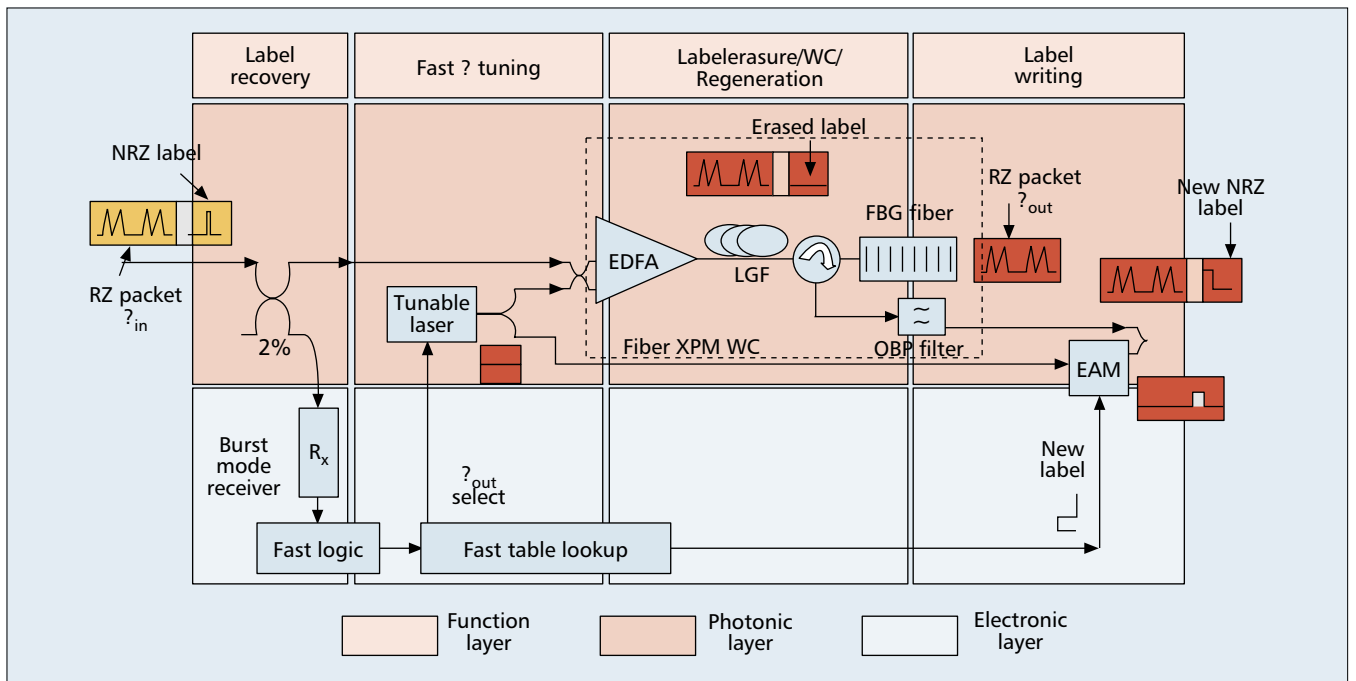 Label
recovery
Fast ? tuning
Labelerasure/WC/
Regeneration
Label
writing
NRZ label
Erased label
RZ packet
?out
New NRZ
label
FBG fiber
EDFA
LGF
RZ packet
?in
Tunable
laser
2%
Fiber XPM WC
OBP filter
EAM
Burst
mode
receiver
Rx
?out
select
New
label
Fast logic
Fast table lookup
Function
layer
Photonic
layer
Electronic
layer